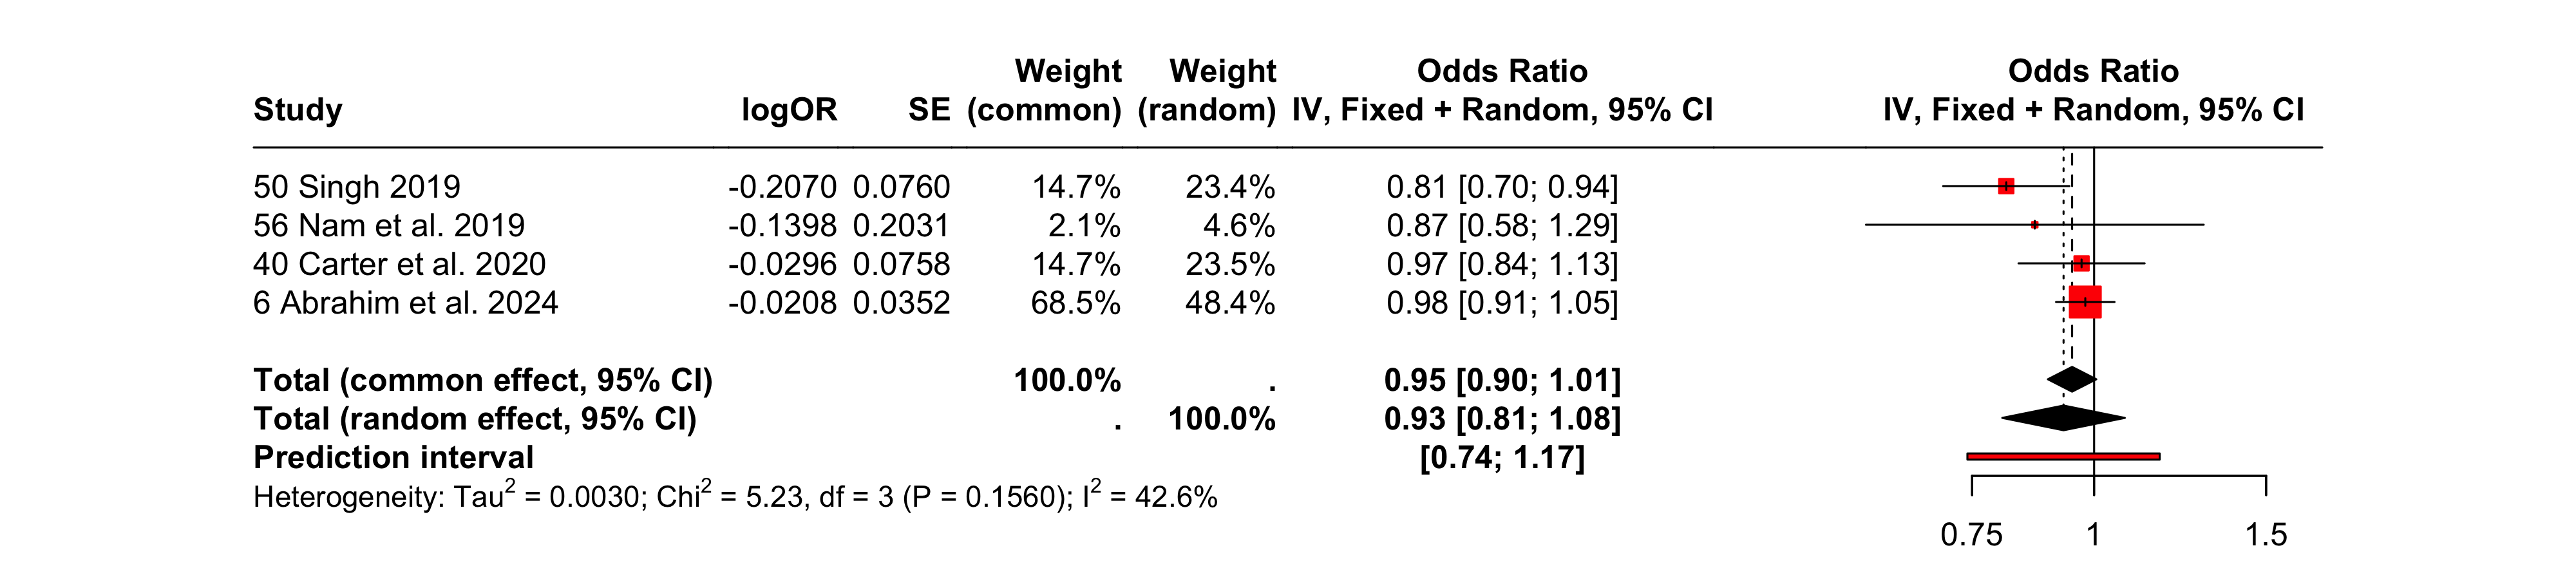 Weight Weight Odds Ratio Odds Ratio
Study logOR SE (common) (random) IV, Fixed + Random, 95% CI IV, Fixed + Random, 95% CI
50 Singh 2019 -0.2070 0.0760 14.7% 23.4% 0.81 [0.70; 0.94]
56 Nam et al. 2019 -0.1398 0.2031 2.1% 4.6% 0.87 [0.58; 1.29]
40 Carter et al. 2020 -0.0296 0.0758 14.7% 23.5% 0.97 [0.84; 1.13]
6 Abrahim et al. 2024 -0.0208 0.0352 68.5% 48.4% 0.98 [0.91; 1.05]
Total (common effect, 95% CI) 100.0% . 0.95 [0.90; 1.01]
Total (random effect, 95% CI) . 100.0% 0.93 [0.81; 1.08]
Prediction interval [0.74; 1.17]
Heterogeneity: Tau² = 0.0030; Chi² = 5.23, df = 3 (P = 0.1560); I² = 42.6%
0.75 1 1.5